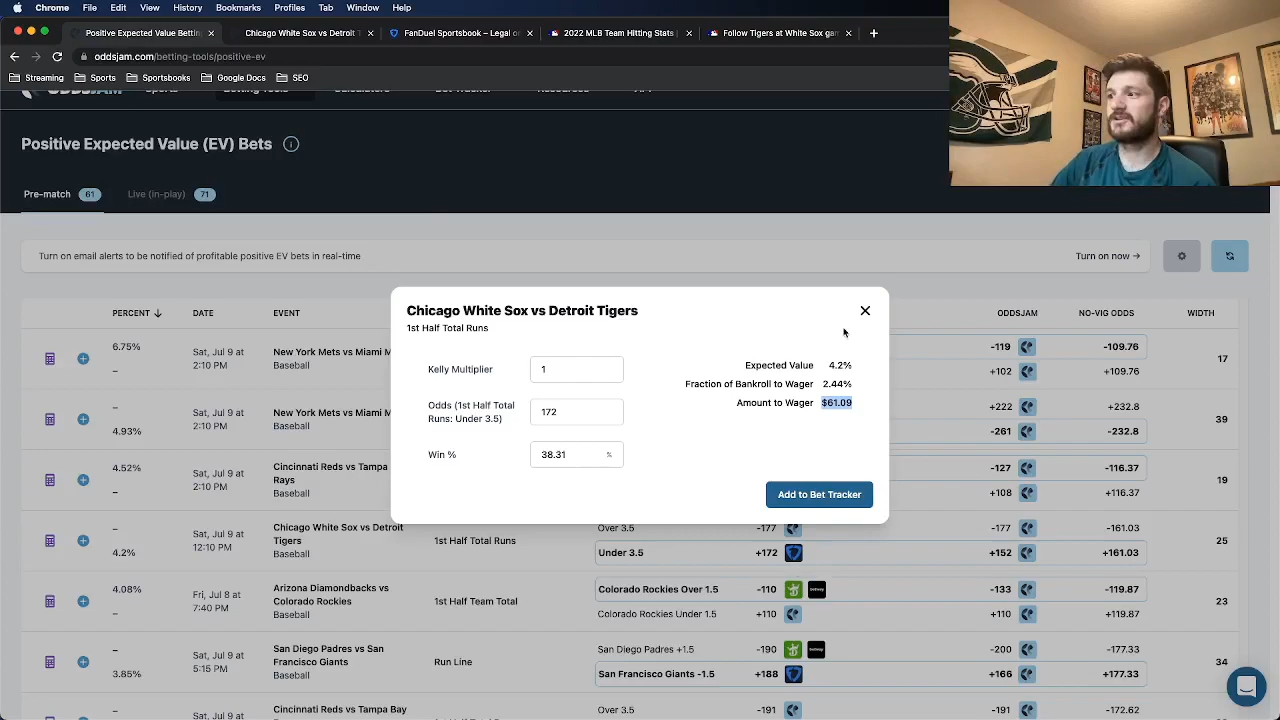 Chrome File Edit View History Bookmarks Profiles Tab Window Help
Positive Expected Value Bettin
Chicago White Sox vs Detroit T
FanDuel Sportsbook – Legal o
2022 MLB Team Hitting Stats |
Follow Tigers at White Sox gam
oddsjam.com/betting-tools/positive-ev
Streaming Sports Sportsbooks Google Docs SEO
Positive Expected Value (EV) Bets
Pre-match 61 Live (in-play) 71
Turn on email alerts to be notified of profitable positive EV bets in real-time
Turn on now →
PERCENT ↓ DATE EVENT ODDSJAM NO-VIG ODDS WIDTH
6.75%
–
Sat, Jul 9 at
2:10 PM
New York Mets vs Miami M
Baseball
-119 -109.76
+102 +109.76
17
–
4.93%
Sat, Jul 9 at
2:10 PM
New York Mets vs Miami M
Baseball
+222 +232.8
-261 -232.8
39
4.52%
–
Sat, Jul 9 at
2:10 PM
Cincinnati Reds vs Tampa
Rays
Baseball
-127 -116.37
+108 +116.37
19
Chicago White Sox vs Detroit Tigers
1st Half Total Runs
Kelly Multiplier 1
Odds (1st Half Total
Runs: Under 3.5) 172
Win % 38.31 %
Expected Value 4.2%
Fraction of Bankroll to Wager 2.44%
Amount to Wager $61.09
Add to Bet Tracker
–
4.2%
Sat, Jul 9 at
12:10 PM
Chicago White Sox vs Detroit
Tigers
Baseball
1st Half Total Runs
Over 3.5 -177 -177 -161.03
Under 3.5 +172 +152 +161.03
25
4.08%
–
Fri, Jul 8 at
7:40 PM
Arizona Diamondbacks vs
Colorado Rockies
Baseball
1st Half Team Total
Colorado Rockies Over 1.5 -110 -133 -119.87
Colorado Rockies Under 1.5 +110 +110 +119.87
23
–
3.85%
Sat, Jul 9 at
5:15 PM
San Diego Padres vs San
Francisco Giants
Baseball
Run Line
San Diego Padres +1.5 -190 -200 -177.33
San Francisco Giants -1.5 +188 +166 +177.33
34
Cincinnati Reds vs Tampa Bay
Over 3.5 -191 -191 -162.72